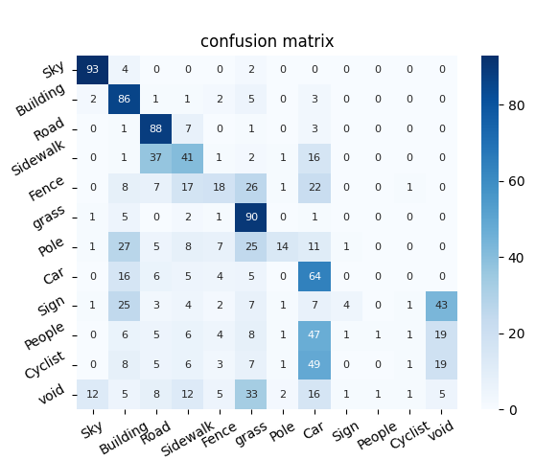 confusion matrix
Sky 93 4 0 0 0 2 0 0 0 0 0 0
Building 2 86 1 1 2 5 0 3 0 0 0 0
Road 0 1 88 7 0 1 0 3 0 0 0 0
Sidewalk 0 1 37 41 1 2 1 16 0 0 0 0
Fence 0 8 7 17 18 26 1 22 0 0 1 0
grass 1 5 0 2 1 90 0 1 0 0 0 0
Pole 1 27 5 8 7 25 14 11 1 0 0 0
Car 0 16 6 5 4 5 0 64 0 0 0 0
Sign 1 25 3 4 2 7 1 7 4 0 1 43
People 0 6 5 6 4 8 1 47 1 1 1 19
Cyclist 0 8 5 6 3 7 1 49 0 0 1 19
void 12 5 8 12 5 33 2 16 1 1 1 5
Sky Building Road Sidewalk Fence grass Pole Car Sign People Cyclist void
80
60
40
20
0